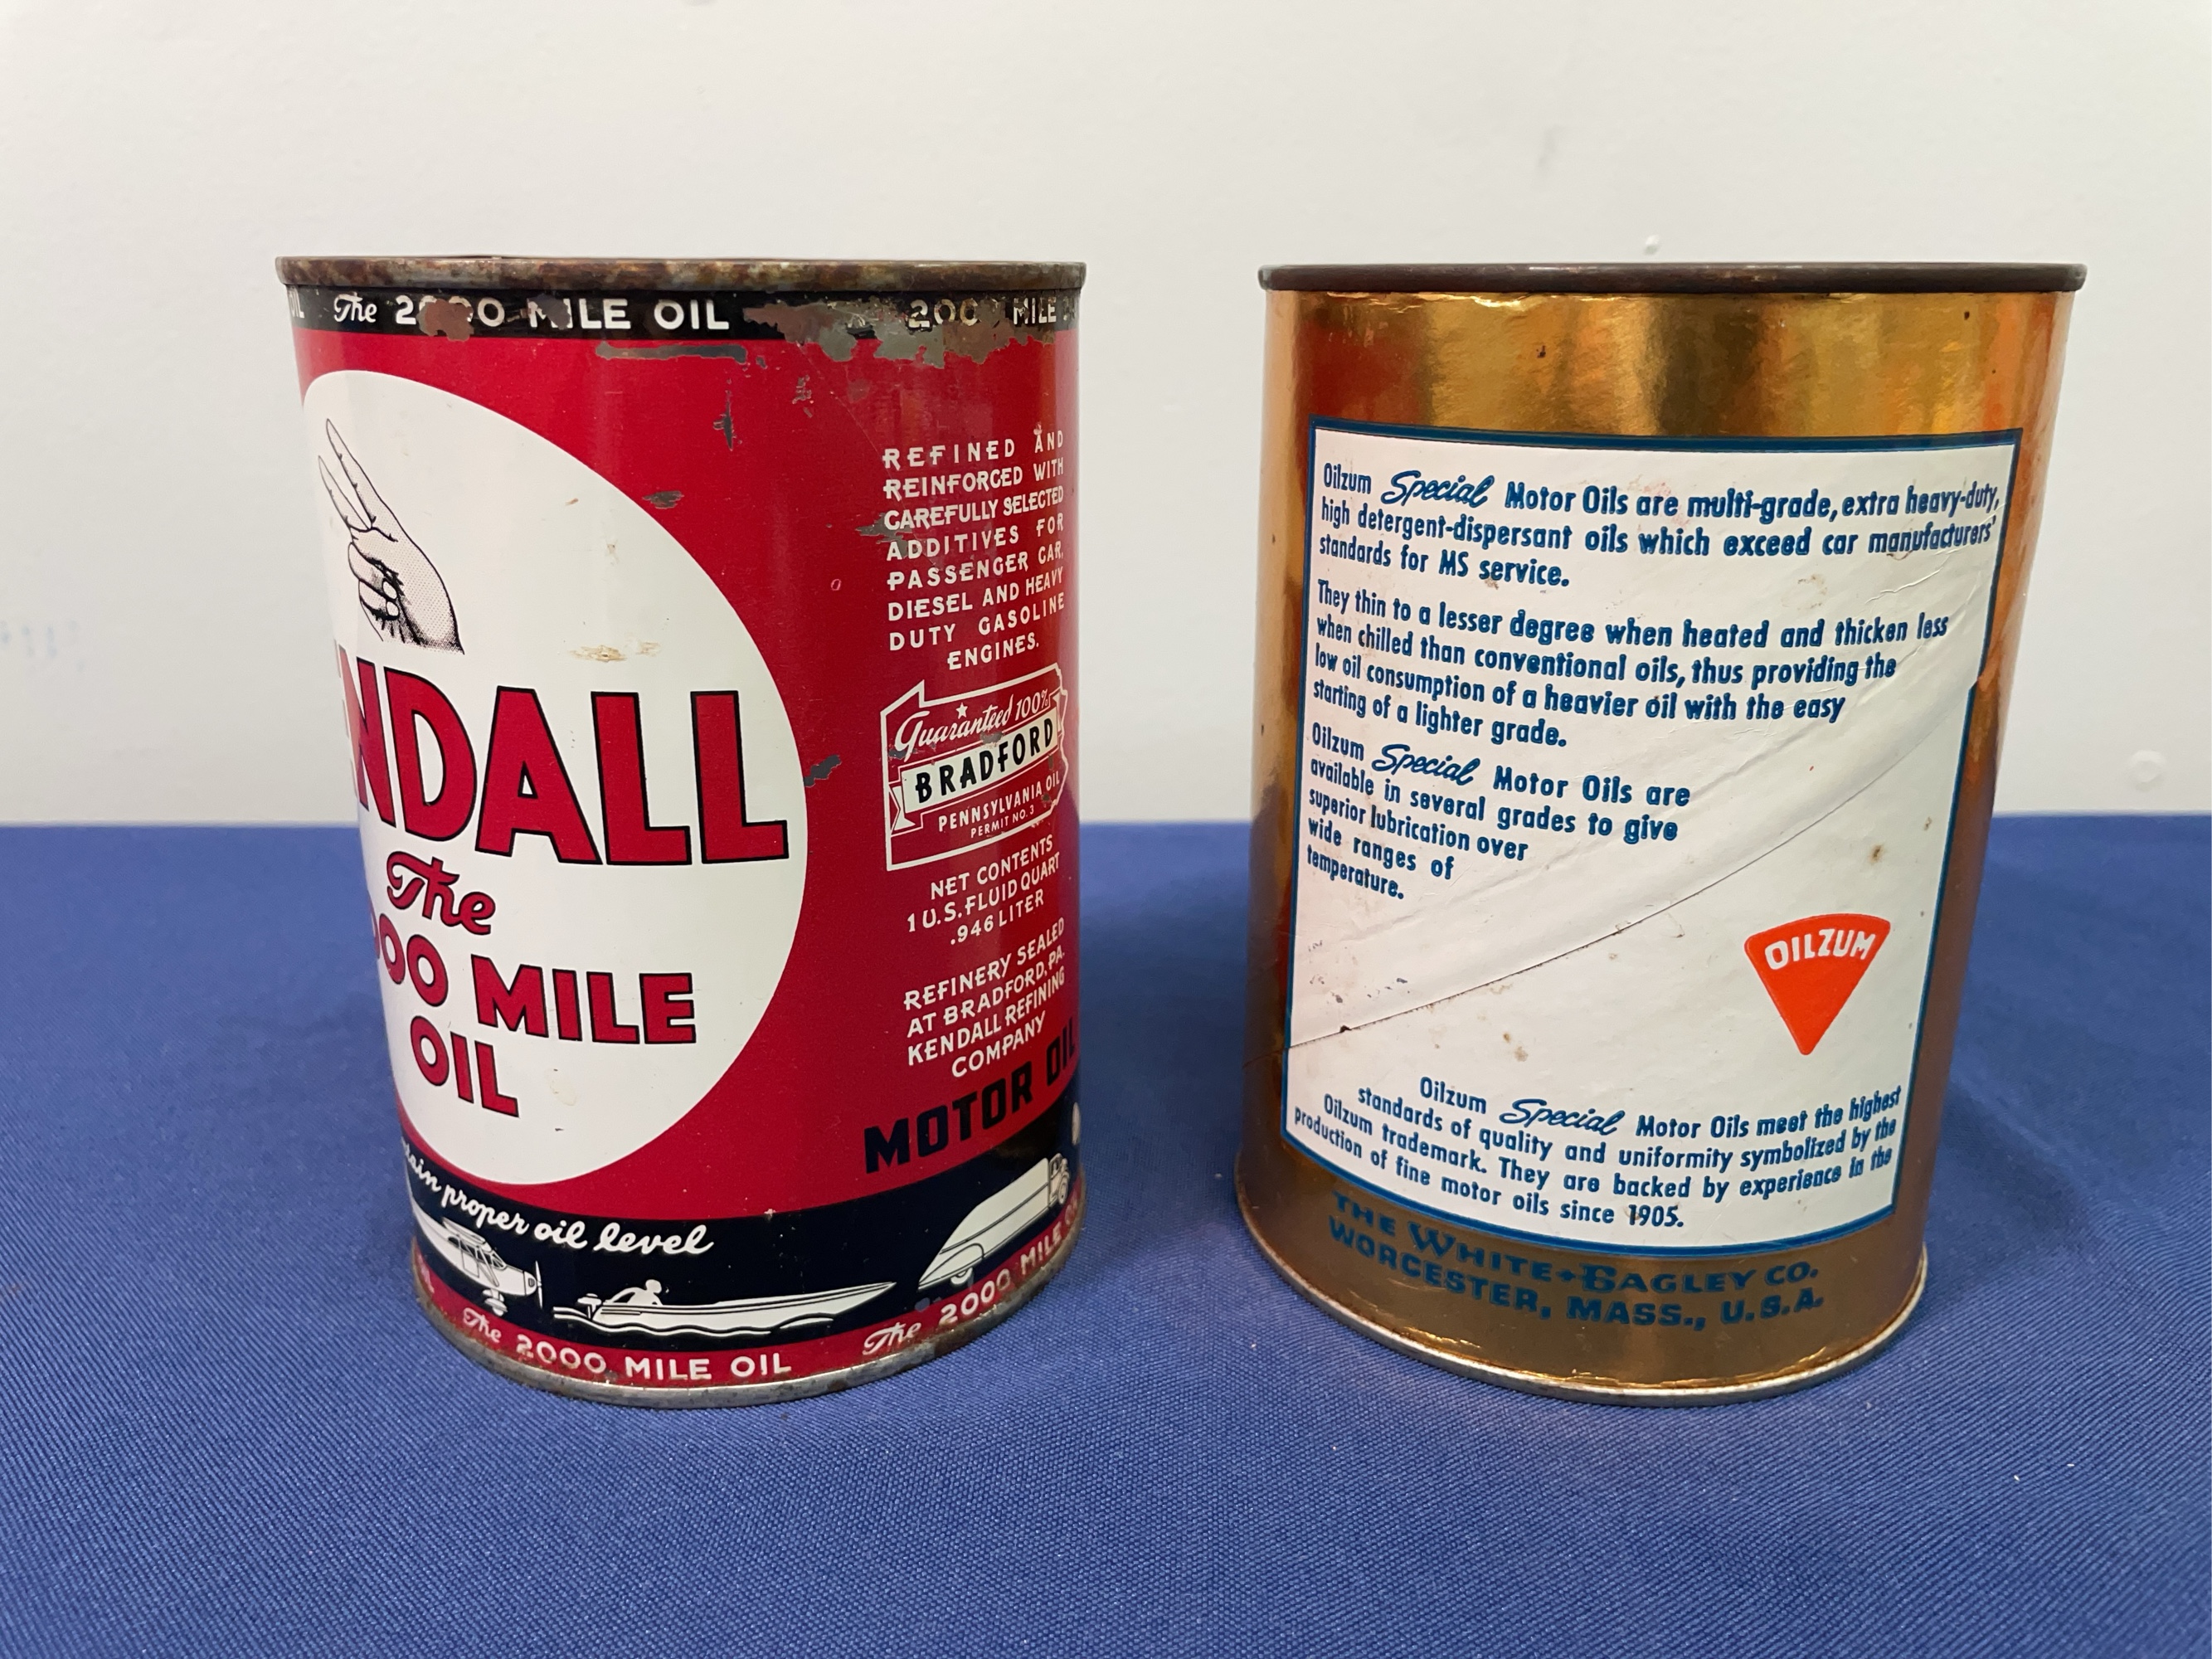 The 2000 MILE OIL
2000 MILE
REFINED AND
REINFORCED WITH
CAREFULLY SELECTED
ADDITIVES FOR
PASSENGER CAR,
DIESEL AND HEAVY
DUTY GASOLINE
ENGINES.
Guaranteed 100%
BRADFORD
PENNSYLVANIA OIL
PERMIT NO. 3
NET CONTENTS
1 U.S. FLUID QUART
.946 LITER
REFINERY SEALED
AT BRADFORD, PA.
KENDALL REFINING
COMPANY
MOTOR OIL
NDALL
The
000 MILE
OIL
proper oil level
The 2000 MILE OIL
The 2000 MILE
Oilzum Special Motor Oils are multi-grade, extra heavy-duty,
high detergent-dispersant oils which exceed car manufacturers'
standards for MS service.
They thin to a lesser degree when heated and thicken less
when chilled than conventional oils, thus providing the
low oil consumption of a heavier oil with the easy
starting of a lighter grade.
Oilzum Special Motor Oils are
available in several grades to give
superior lubrication over
wide ranges of
temperature.
OILZUM
Oilzum Special Motor Oils meet the highest
standards of quality and uniformity symbolized by the
Oilzum trademark. They are backed by experience in the
production of fine motor oils since 1905.
THE WHITE & BAGLEY CO.
WORCESTER, MASS., U.S.A.